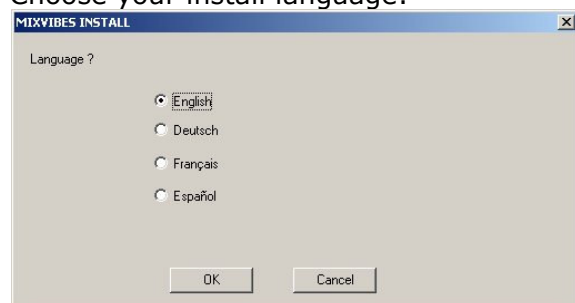 Choose your install language:
MIXVIBES INSTALL
Language ?
English
Deutsch
Français
Español
OK Cancel